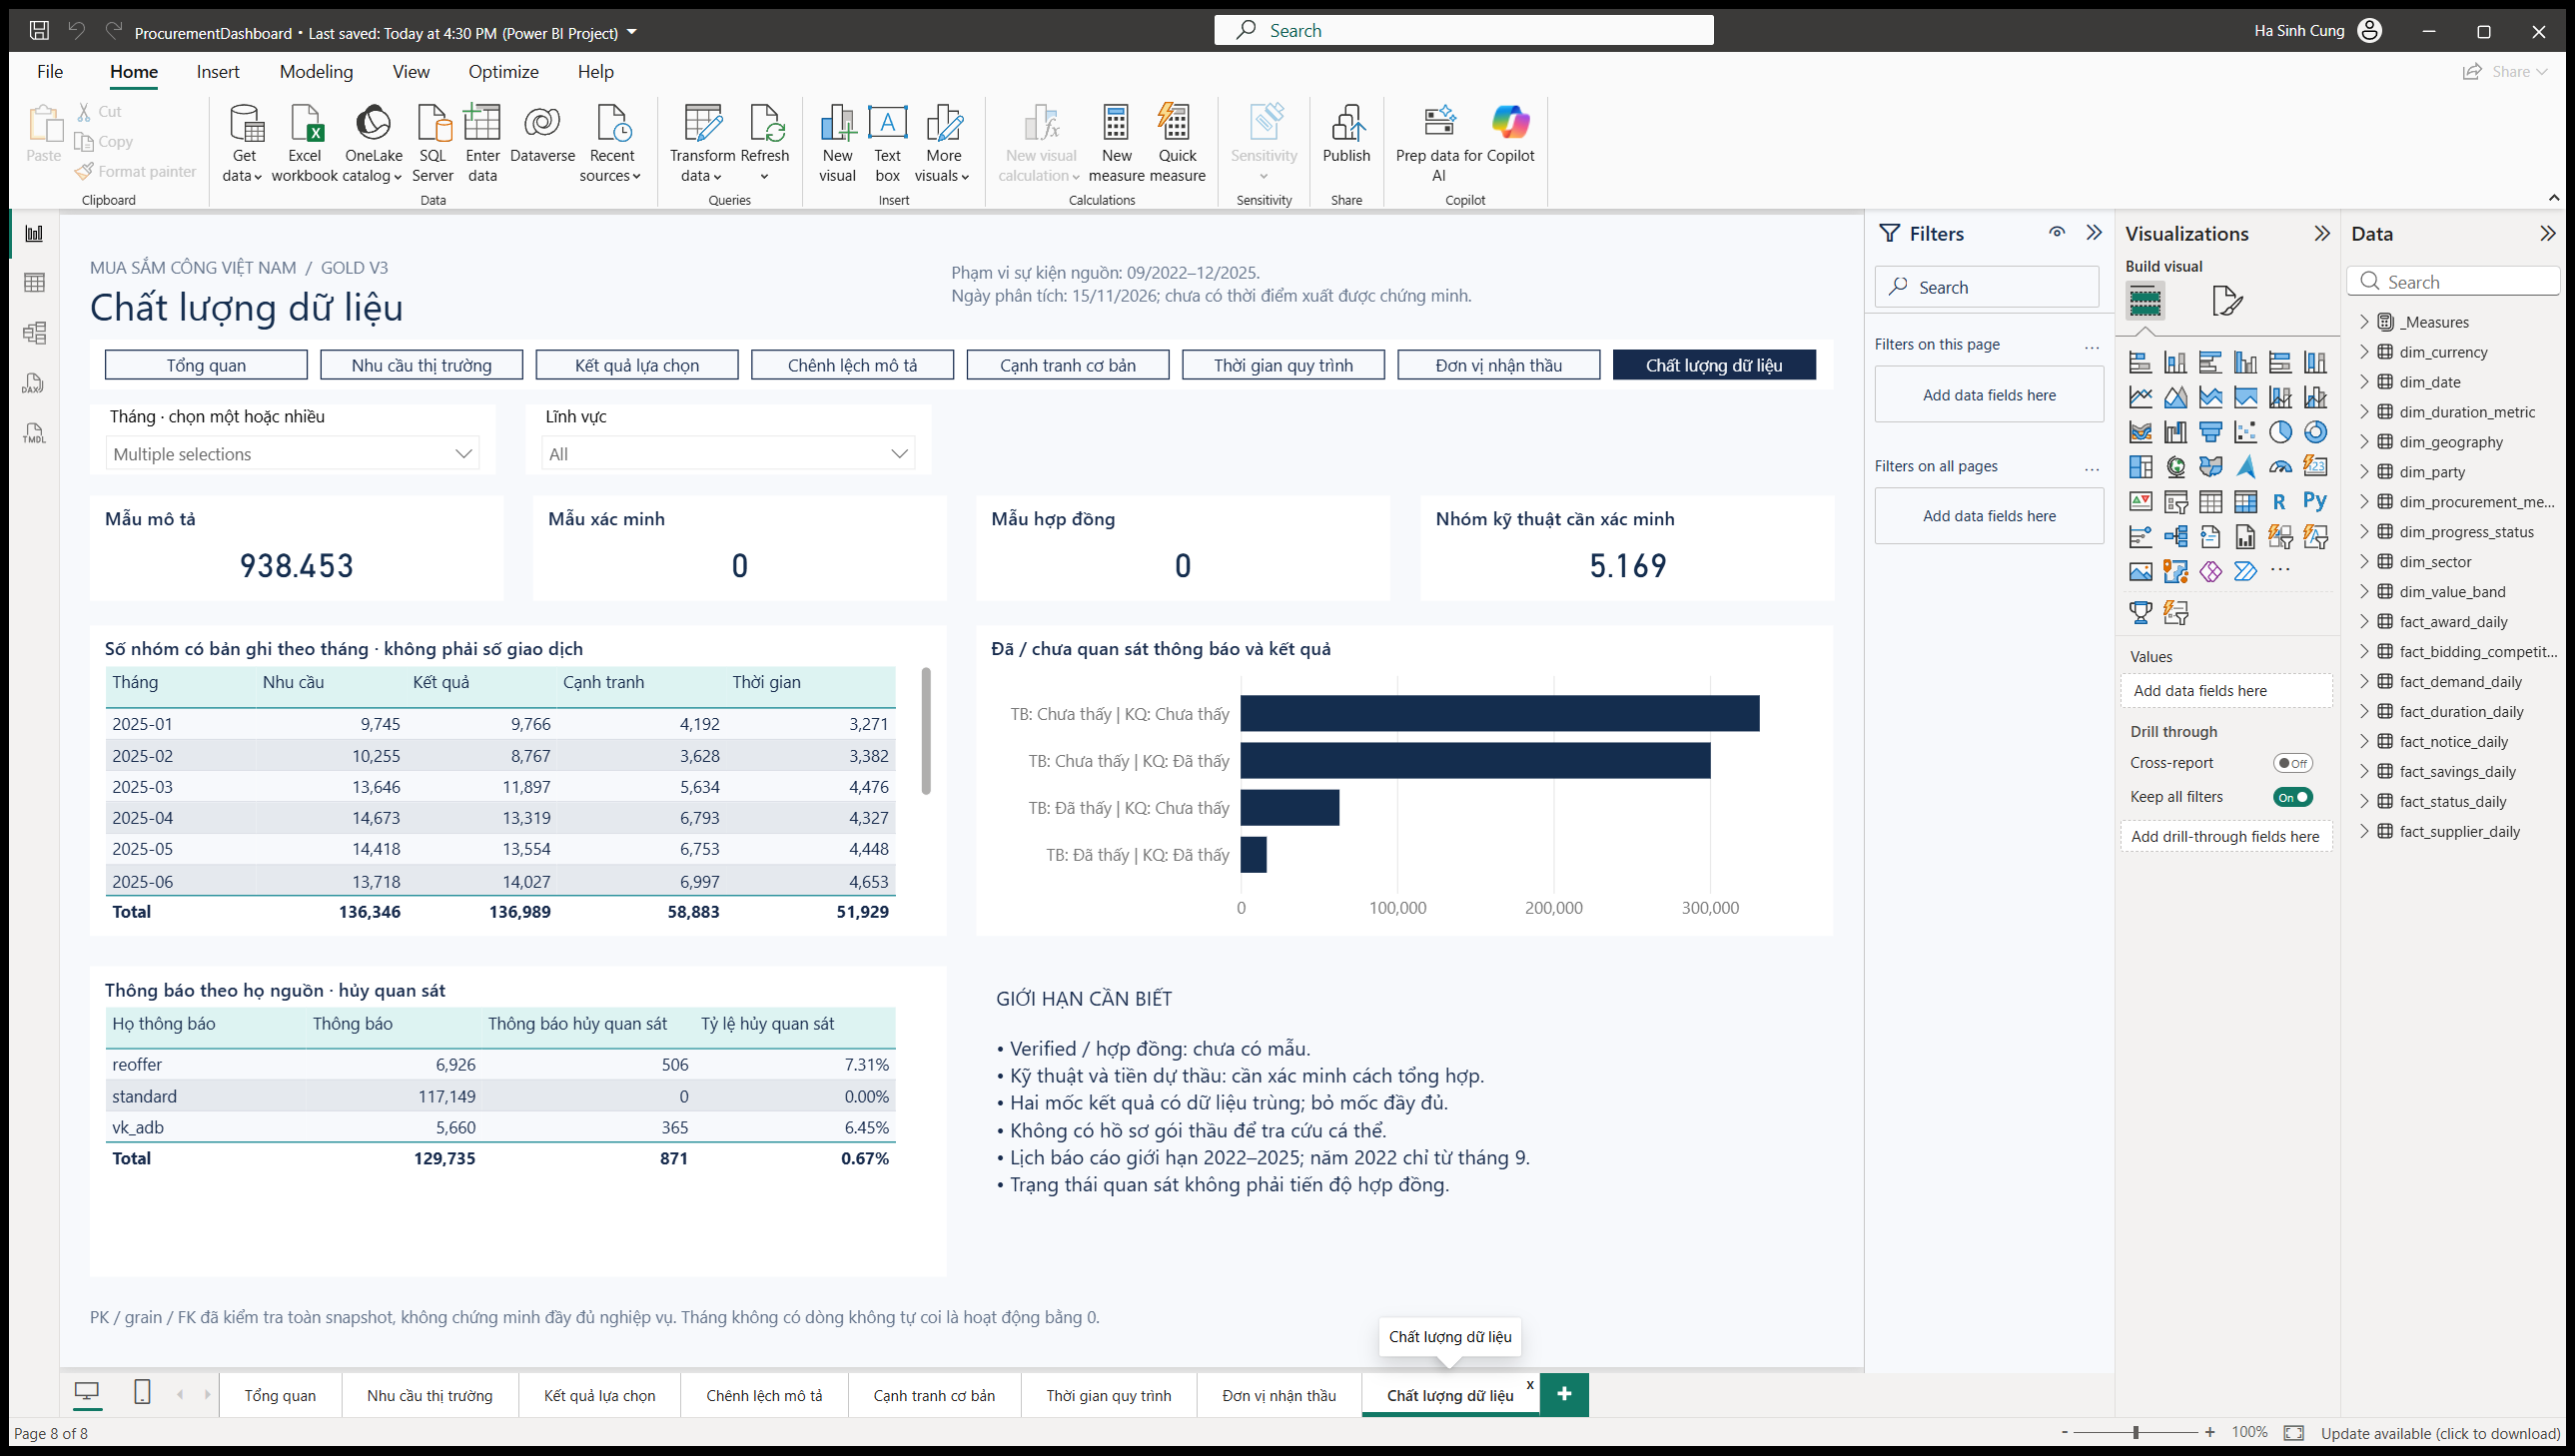 ProcurementDashboard • Last saved: Today at 4:30 PM (Power BI Project)
Search
Ha Sinh Cung
File Home Insert Modeling View Optimize Help
Share
Paste
Cut
Copy
Format painter
Clipboard
Get data
Excel workbook
OneLake catalog
SQL Server
Enter data
Dataverse
Recent sources
Data
Transform data
Refresh
Queries
New visual
Text box
More visuals
Insert
New visual calculation
New measure
Quick measure
Calculations
Sensitivity
Sensitivity
Publish
Share
Prep data for AI
Copilot
Copilot
DAX
TMDL
MUA SẮM CÔNG VIỆT NAM / GOLD V3
Chất lượng dữ liệu
Phạm vi sự kiện nguồn: 09/2022–12/2025.
Ngày phân tích: 15/11/2026; chưa có thời điểm xuất được chứng minh.
Tổng quan Nhu cầu thị trường Kết quả lựa chọn Chênh lệch mô tả Cạnh tranh cơ bản Thời gian quy trình Đơn vị nhận thầu Chất lượng dữ liệu
Tháng · chọn một hoặc nhiều
Multiple selections
Lĩnh vực
All
Mẫu mô tả
938.453
Mẫu xác minh
0
Mẫu hợp đồng
0
Nhóm kỹ thuật cần xác minh
5.169
Số nhóm có bản ghi theo tháng · không phải số giao dịch
Tháng Nhu cầu Kết quả Cạnh tranh Thời gian
2025-01 9,745 9,766 4,192 3,271
2025-02 10,255 8,767 3,628 3,382
2025-03 13,646 11,897 5,634 4,476
2025-04 14,673 13,319 6,793 4,327
2025-05 14,418 13,554 6,753 4,448
2025-06 13,718 14,027 6,997 4,653
Total 136,346 136,989 58,883 51,929
Đã / chưa quan sát thông báo và kết quả
TB: Chưa thấy | KQ: Chưa thấy
TB: Chưa thấy | KQ: Đã thấy
TB: Đã thấy | KQ: Chưa thấy
TB: Đã thấy | KQ: Đã thấy
0 100,000 200,000 300,000
Thông báo theo họ nguồn · hủy quan sát
Họ thông báo Thông báo Thông báo hủy quan sát Tỷ lệ hủy quan sát
reoffer 6,926 506 7.31%
standard 117,149 0 0.00%
vk_adb 5,660 365 6.45%
Total 129,735 871 0.67%
GIỚI HẠN CẦN BIẾT
• Verified / hợp đồng: chưa có mẫu.
• Kỹ thuật và tiền dự thầu: cần xác minh cách tổng hợp.
• Hai mốc kết quả có dữ liệu trùng; bỏ mốc đầy đủ.
• Không có hồ sơ gói thầu để tra cứu cá thể.
• Lịch báo cáo giới hạn 2022–2025; năm 2022 chỉ từ tháng 9.
• Trạng thái quan sát không phải tiến độ hợp đồng.
PK / grain / FK đã kiểm tra toàn snapshot, không chứng minh đầy đủ nghiệp vụ. Tháng không có dòng không tự coi là hoạt động bằng 0.
Chất lượng dữ liệu
Filters
Search
Filters on this page ...
Add data fields here
Filters on all pages ...
Add data fields here
Visualizations
Build visual
123
R
Py
...
Values
Add data fields here
Drill through
Cross-report Off
Keep all filters On
Add drill-through fields here
Data
Search
_Measures
dim_currency
dim_date
dim_duration_metric
dim_geography
dim_party
dim_procurement_me...
dim_progress_status
dim_sector
dim_value_band
fact_award_daily
fact_bidding_competit...
fact_demand_daily
fact_duration_daily
fact_notice_daily
fact_savings_daily
fact_status_daily
fact_supplier_daily
Tổng quan Nhu cầu thị trường Kết quả lựa chọn Chênh lệch mô tả Cạnh tranh cơ bản Thời gian quy trình Đơn vị nhận thầu Chất lượng dữ liệu x +
Page 8 of 8
- + 100% Update available (click to download)